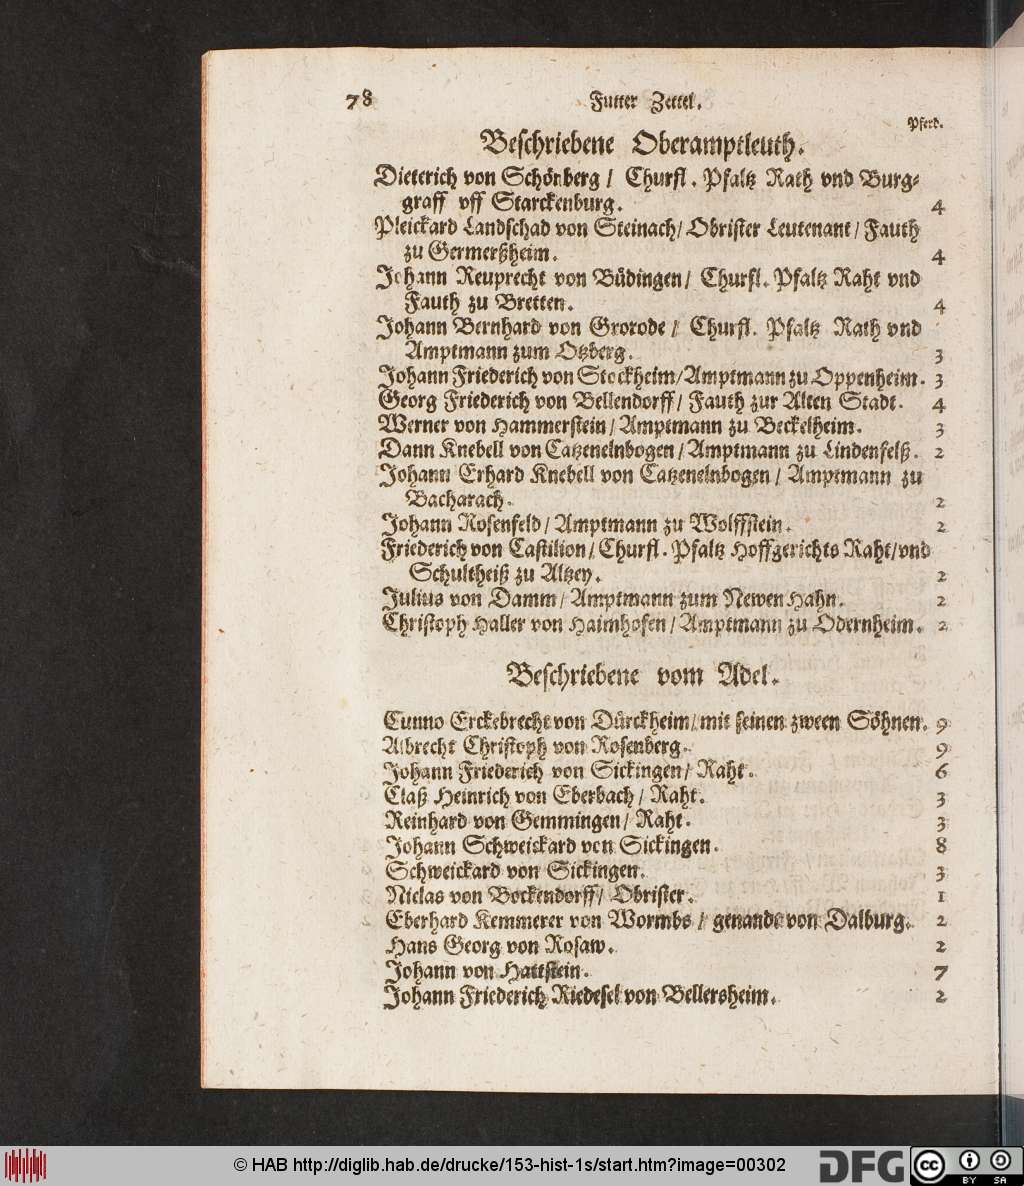 78 Futter Zettel.
Pferd.
Beschriebene Oberamptleuth.
Dieterich von Schönberg / Churfl. Pfaltz Rath vnd Burg-
graff vff Starckenburg. 4
Pleickard Landschad von Steinach / Obrister Leutenant / Fauth
zu Germerßheim. 4
Johann Reuprecht von Büdingen / Churfl. Pfaltz Raht vnd
Fauth zu Bretten. 4
Johann Bernhard von Grorode / Churfl. Pfaltz Rath vnd
Amptmann zum Otzberg. 3
Johann Friederich von Stockheim / Amptmann zu Oppenheim. 3
Georg Friederich von Bellendorff / Fauth zur Alten Stadt. 4
Werner von Hammerstein / Amptmann zu Beckelheim. 3
Dann Knebell von Catzenelnbogen / Amptmann zu Lindenfelß. 2
Johann Erhard Knebell von Catzenelnbogen / Amptmann zu
Bacharach. 2
Johann Rosenfeld / Amptmann zu Wolffstein. 2
Friederich von Castilion / Churfl. Pfaltz Hoffgerichts Raht / vnd
Schultheiß zu Altzey. 2
Julius von Damm / Amptmann zum Newen Hahn. 2
Christoph Haller von Haimhofen / Amptmann zu Odernheim. 2
Beschriebene vom Adel.
Cunno Erckebrecht von Dürckheim / mit seinen zween Söhnen. 9
Albrecht Christoph von Rosenberg. 9
Johann Friederich von Sickingen / Raht. 6
Claß Heinrich von Eberbach / Raht. 3
Reinhard von Gemmingen / Raht. 3
Johann Schweickard von Sickingen. 8
Schweickard von Sickingen. 3
Niclas von Bockendorff / Obrister. 1
Eberhard Kemmerer von Wormbs / genandt von Dalburg. 2
Hans Georg von Rosaw. 2
Johann von Hattstein. 7
Johann Friederich Riedesel von Bellersheim. 2
© HAB http://diglib.hab.de/drucke/153-hist-1s/start.htm?image=00302
DFG
cc BY SA